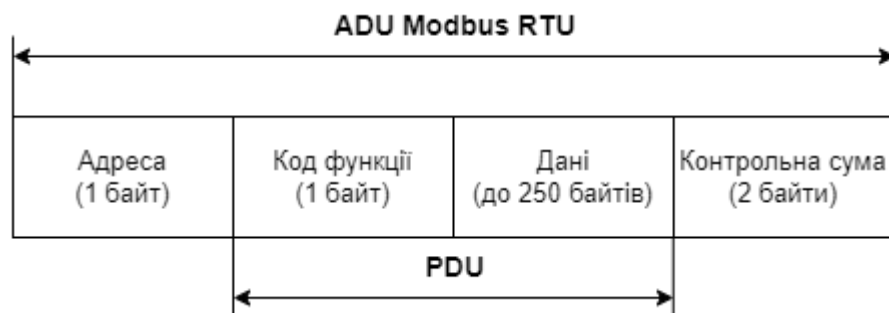 ADU Modbus RTU
Адреса
(1 байт)
Код функції
(1 байт)
Дані
(до 250 байтів)
Контрольна сума
(2 байти)
PDU